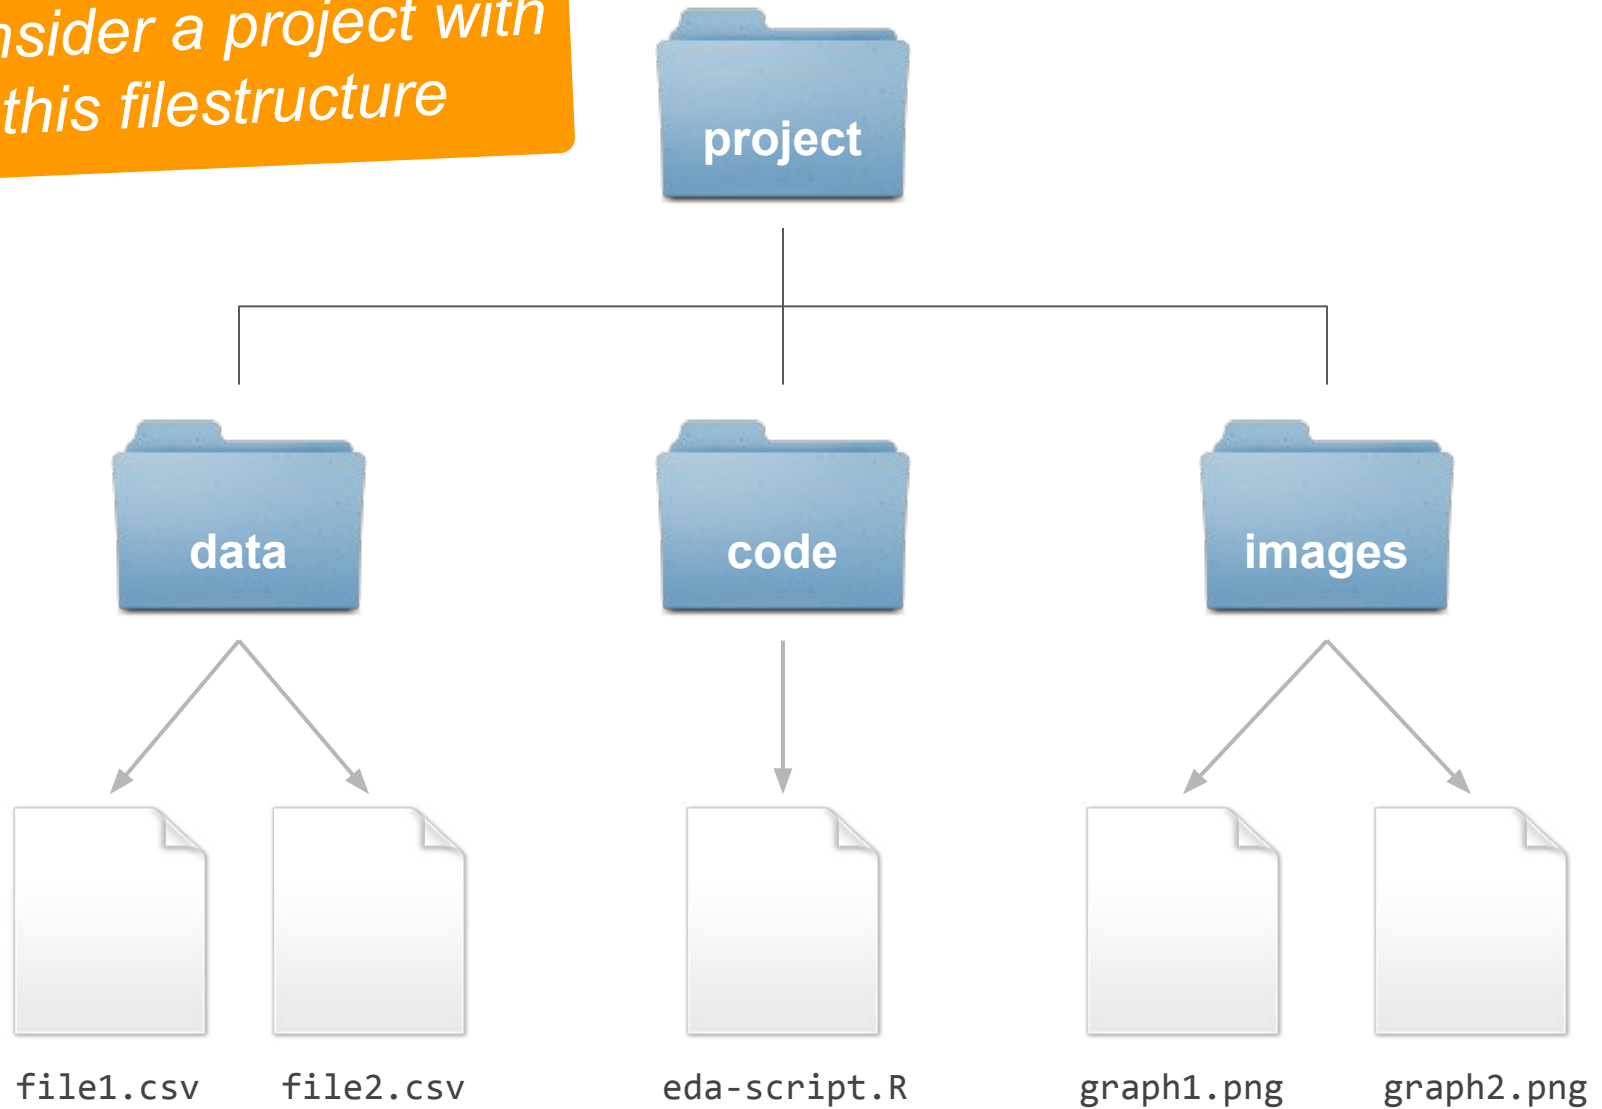 nsider a project with
this filestructure
project
data
code
images
file1.csv
file2.csv
eda-script.R
graph1.png
graph2.png